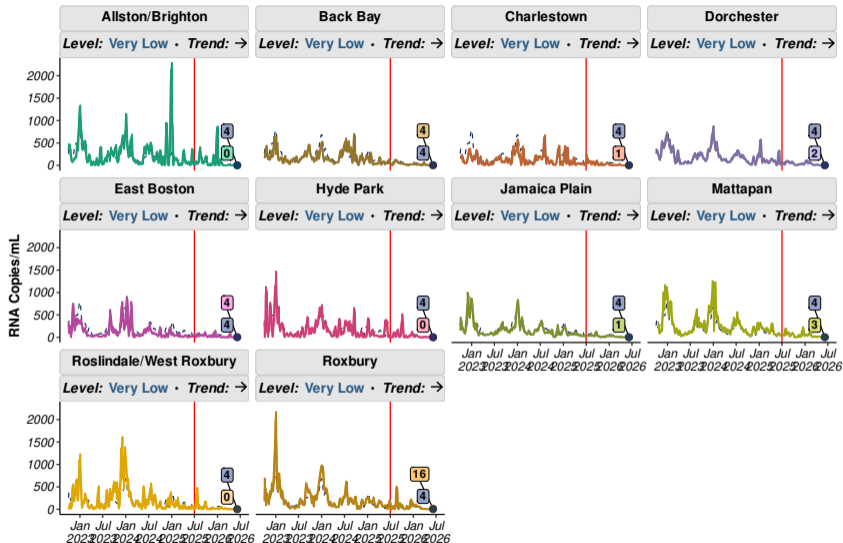 Allston/Brighton Back Bay Charlestown Dorchester
Level: Very Low · Trend: → Level: Very Low · Trend: → Level: Very Low · Trend: → Level: Very Low · Trend: →
2000
1500
1000
500 4 4 4 4
0 0 4 1 2
East Boston Hyde Park Jamaica Plain Mattapan
Level: Very Low · Trend: → Level: Very Low · Trend: → Level: Very Low · Trend: → Level: Very Low · Trend: →
RNA Copies/mL
2000
1500
1000
500 4 4 4 4
0 4 0 1 3
Jan 2023 Jul 2023 Jan 2024 Jul 2024 Jan 2025 Jul 2025 Jan 2026 Jul 2026 Jan 2023 Jul 2023 Jan 2024 Jul 2024 Jan 2025 Jul 2025 Jan 2026 Jul 2026
Roslindale/West Roxbury Roxbury
Level: Very Low · Trend: → Level: Very Low · Trend: →
2000
1500
1000
500 4 16
0 0 4
Jan 2023 Jul 2023 Jan 2024 Jul 2024 Jan 2025 Jul 2025 Jan 2026 Jul 2026 Jan 2023 Jul 2023 Jan 2024 Jul 2024 Jan 2025 Jul 2025 Jan 2026 Jul 2026